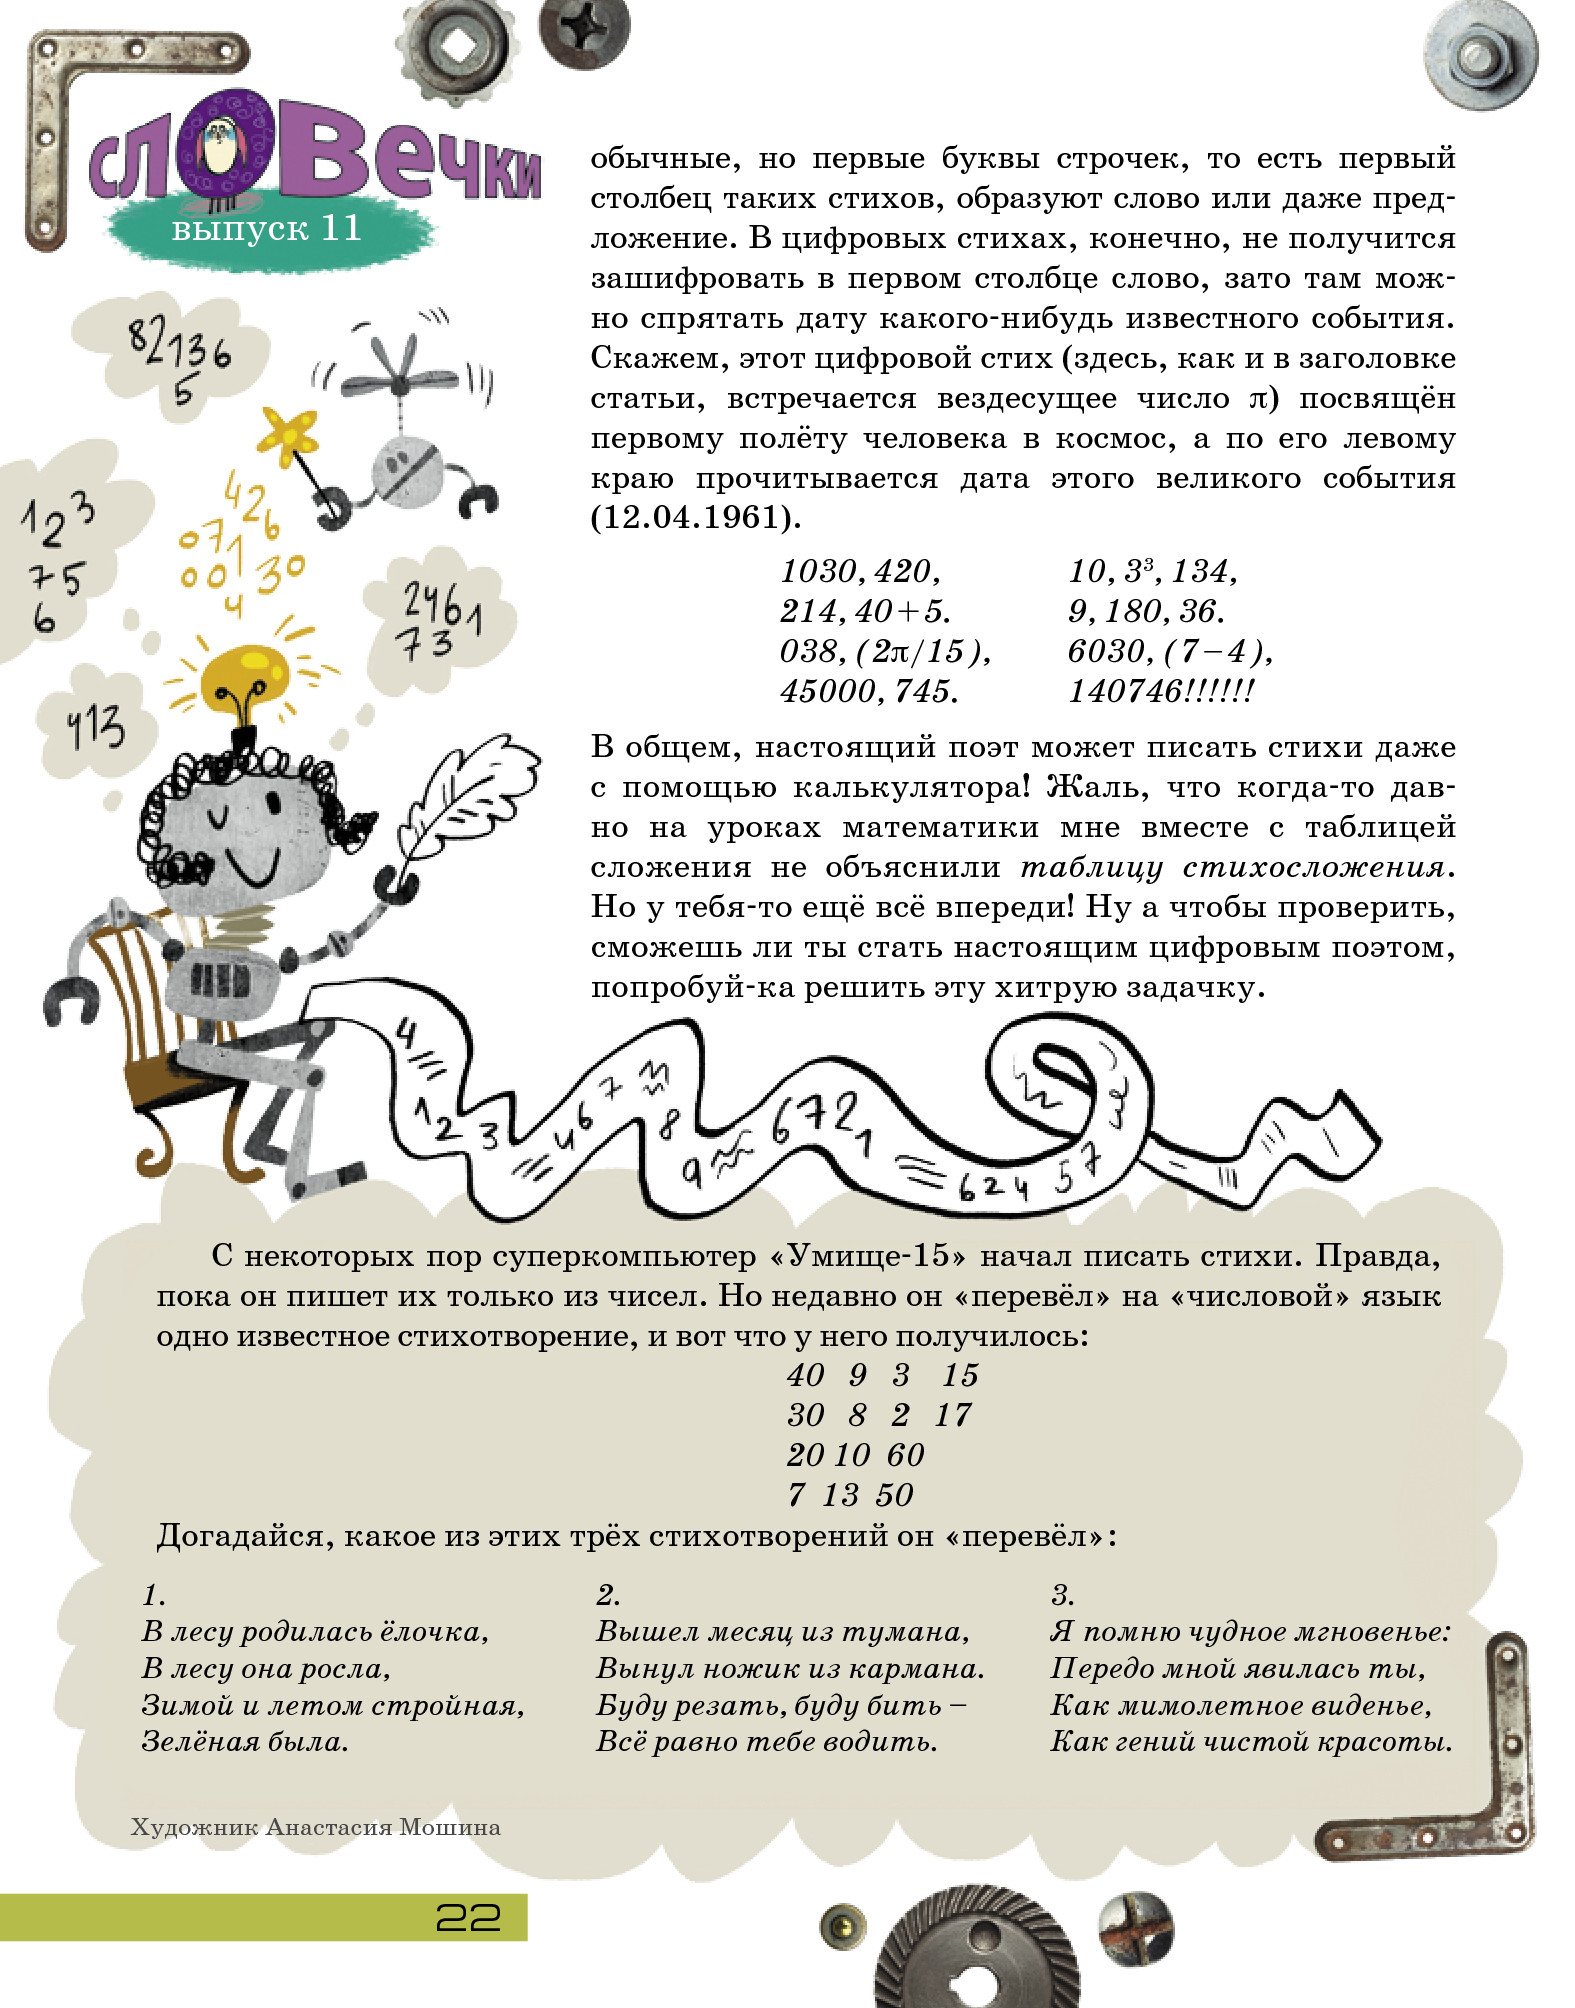 словечки
выпуск 11
обычные, но первые буквы строчек, то есть первый
столбец таких стихов, образуют слово или даже пред-
ложение. В цифровых стихах, конечно, не получится
зашифровать в первом столбце слово, зато там мож-
но спрятать дату какого-нибудь известного события.
Скажем, этот цифровой стих (здесь, как и в заголовке
статьи, встречается вездесущее число π) посвящён
первому полёту человека в космос, а по его левому
краю прочитывается дата этого великого события
(12.04.1961).
1030, 420,
214, 40+5.
038, (2π/15),
45000, 745.
10, 3³, 134,
9, 180, 36.
6030, (7–4),
140746!!!!!!
В общем, настоящий поэт может писать стихи даже
с помощью калькулятора! Жаль, что когда-то дав-
но на уроках математики мне вместе с таблицей
сложения не объяснили таблицу стихосложения.
Но у тебя-то ещё всё впереди! Ну а чтобы проверить,
сможешь ли ты стать настоящим цифровым поэтом,
попробуй-ка решить эту хитрую задачку.
82136
5
123
75
6
426
071
00 130
4
2461
73
413
4
123
467
8
9
6721
624 57
С некоторых пор суперкомпьютер «Умище-15» начал писать стихи. Правда,
пока он пишет их только из чисел. Но недавно он «перевёл» на «числовой» язык
одно известное стихотворение, и вот что у него получилось:
40 9 3 15
30 8 2 17
20 10 60
7 13 50
Догадайся, какое из этих трёх стихотворений он «перевёл»:
1.
В лесу родилась ёлочка,
В лесу она росла,
Зимой и летом стройная,
Зелёная была.
2.
Вышел месяц из тумана,
Вынул ножик из кармана.
Буду резать, буду бить –
Всё равно тебе водить.
3.
Я помню чудное мгновенье:
Передо мной явилась ты,
Как мимолетное виденье,
Как гений чистой красоты.
Художник Анастасия Мошина
22